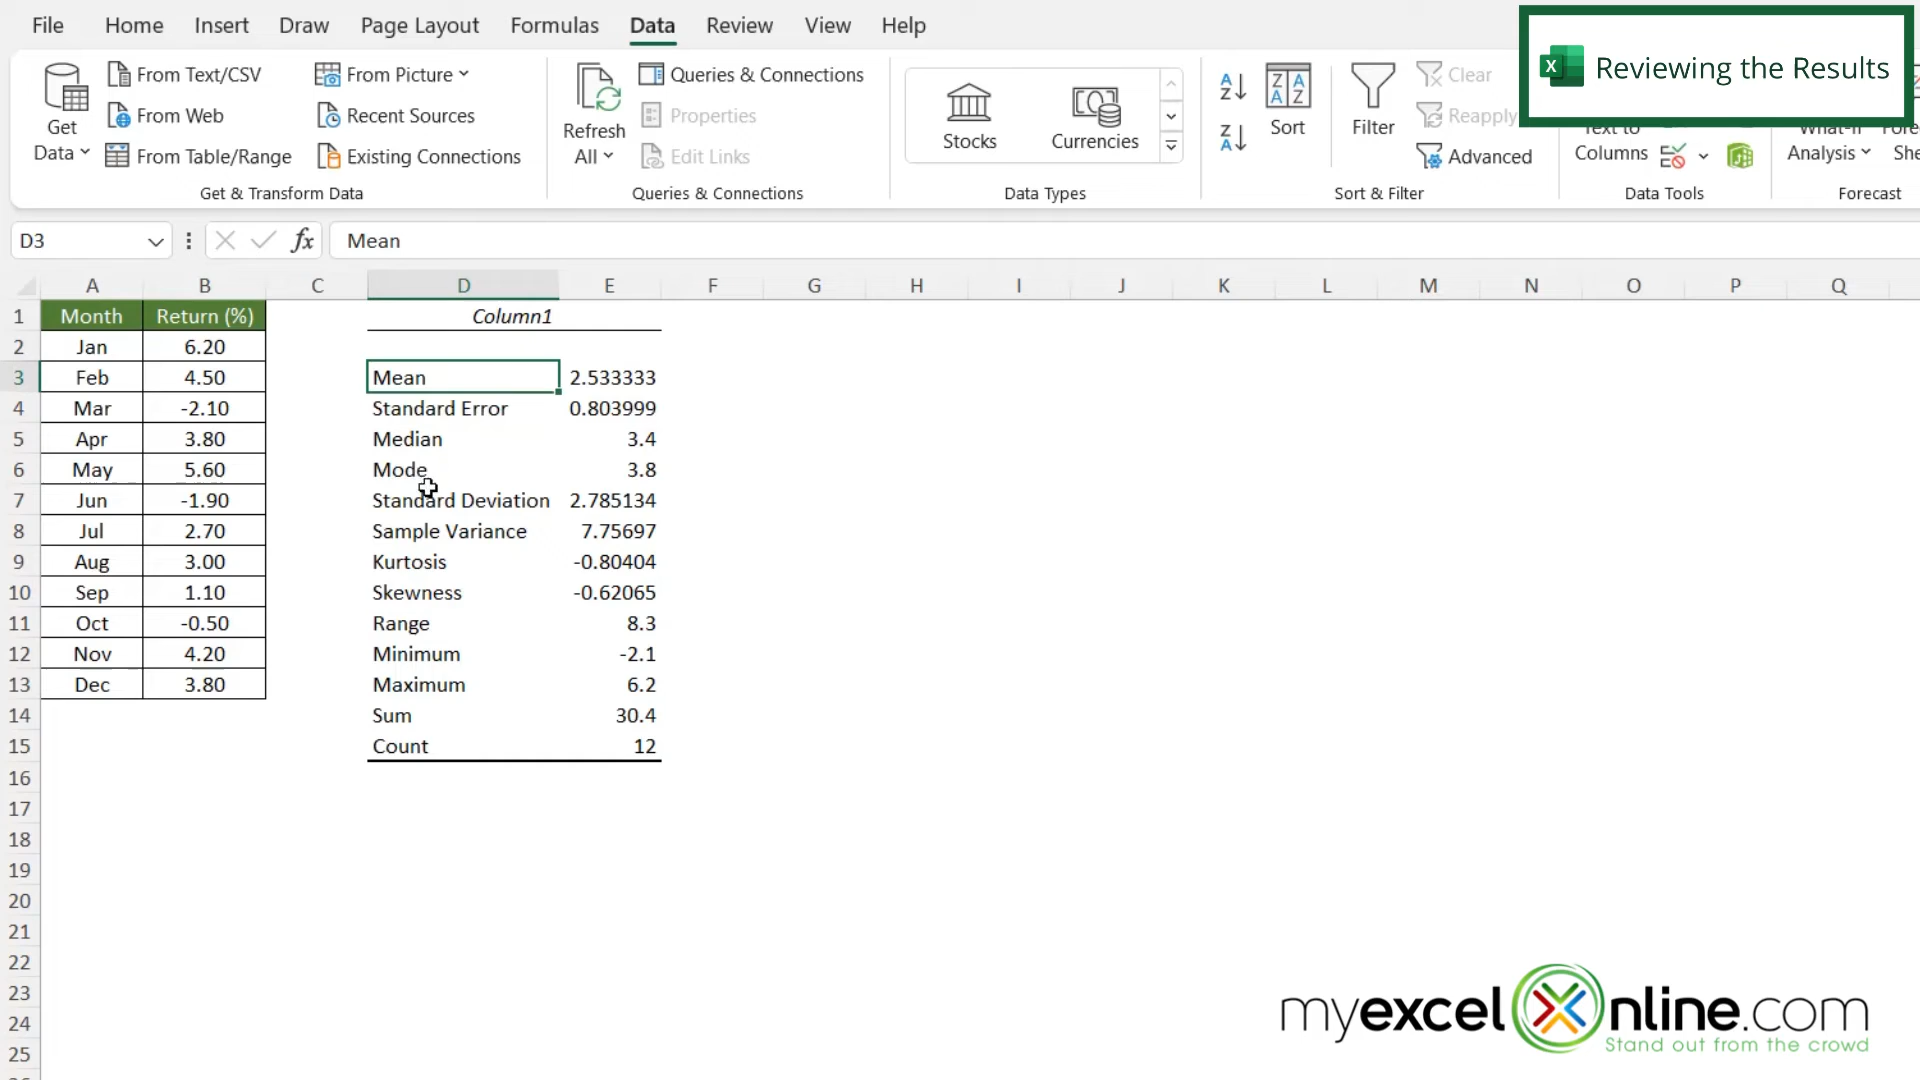 File Home Insert Draw Page Layout Formulas Data Review View Help
Reviewing the Results
Get Data
From Text/CSV
From Web
From Table/Range
From Picture
Recent Sources
Existing Connections
Get & Transform Data
Refresh All
Queries & Connections
Properties
Edit Links
Queries & Connections
Stocks
Currencies
Data Types
Sort
Filter
Clear
Reapply
Advanced
Sort & Filter
Text to Columns
Data Tools
What-If Analysis
Forecast
D3 fx Mean
A B C D E F G H I J K L M N O P Q
1 Month Return (%) Column1
2 Jan 6.20
3 Feb 4.50 Mean 2.533333
4 Mar -2.10 Standard Error 0.803999
5 Apr 3.80 Median 3.4
6 May 5.60 Mode 3.8
7 Jun -1.90 Standard Deviation 2.785134
8 Jul 2.70 Sample Variance 7.75697
9 Aug 3.00 Kurtosis -0.80404
10 Sep 1.10 Skewness -0.62065
11 Oct -0.50 Range 8.3
12 Nov 4.20 Minimum -2.1
13 Dec 3.80 Maximum 6.2
14 Sum 30.4
15 Count 12
16
17
18
19
20
21
22
23
24
25
myexcelonline.com
Stand out from the crowd